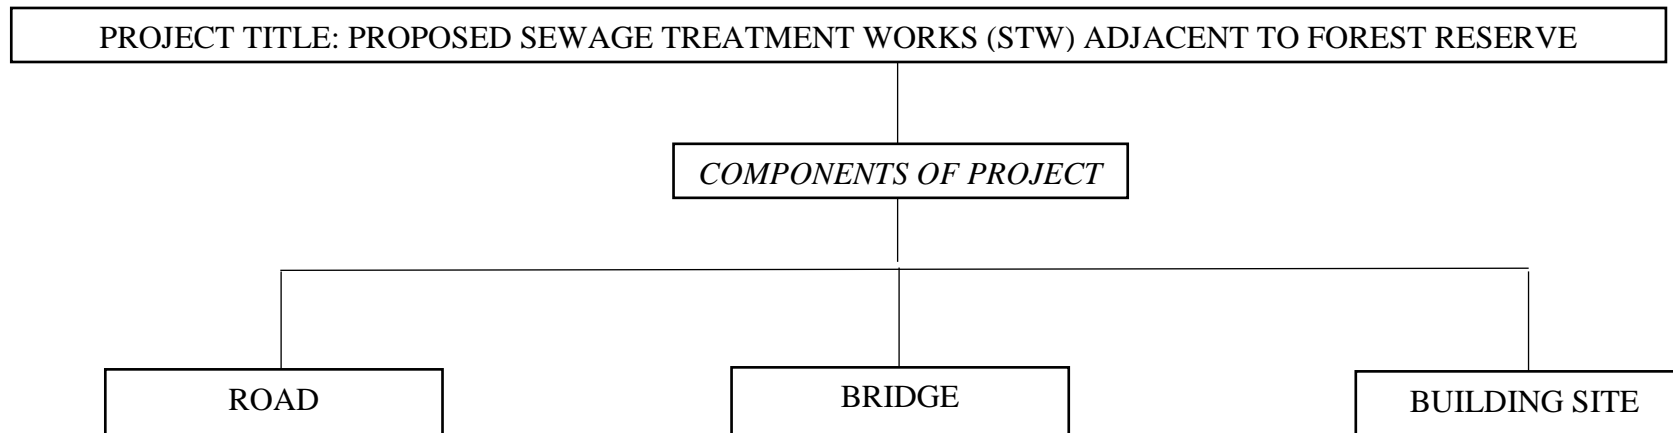 PROJECT TITLE: PROPOSED SEWAGE TREATMENT WORKS (STW) ADJACENT TO FOREST RESERVE
COMPONENTS OF PROJECT
ROAD
BRIDGE
BUILDING SITE